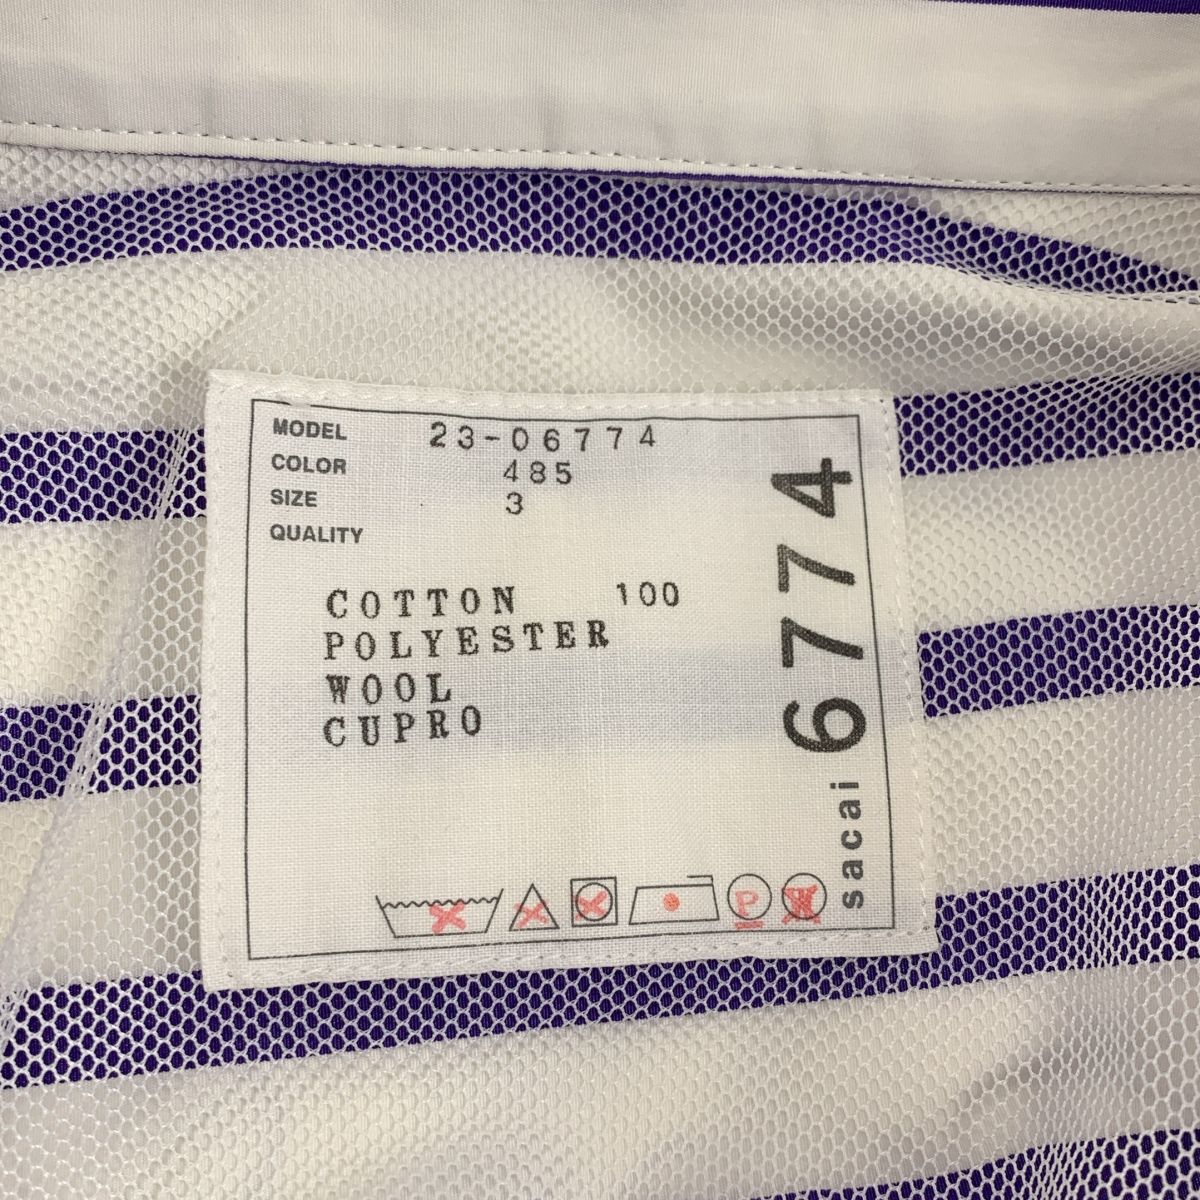 MODEL 23-06774
COLOR 485
SIZE 3
QUALITY
COTTON 100
POLYESTER
WOOL
CUPRO
sacai 6774
P
W